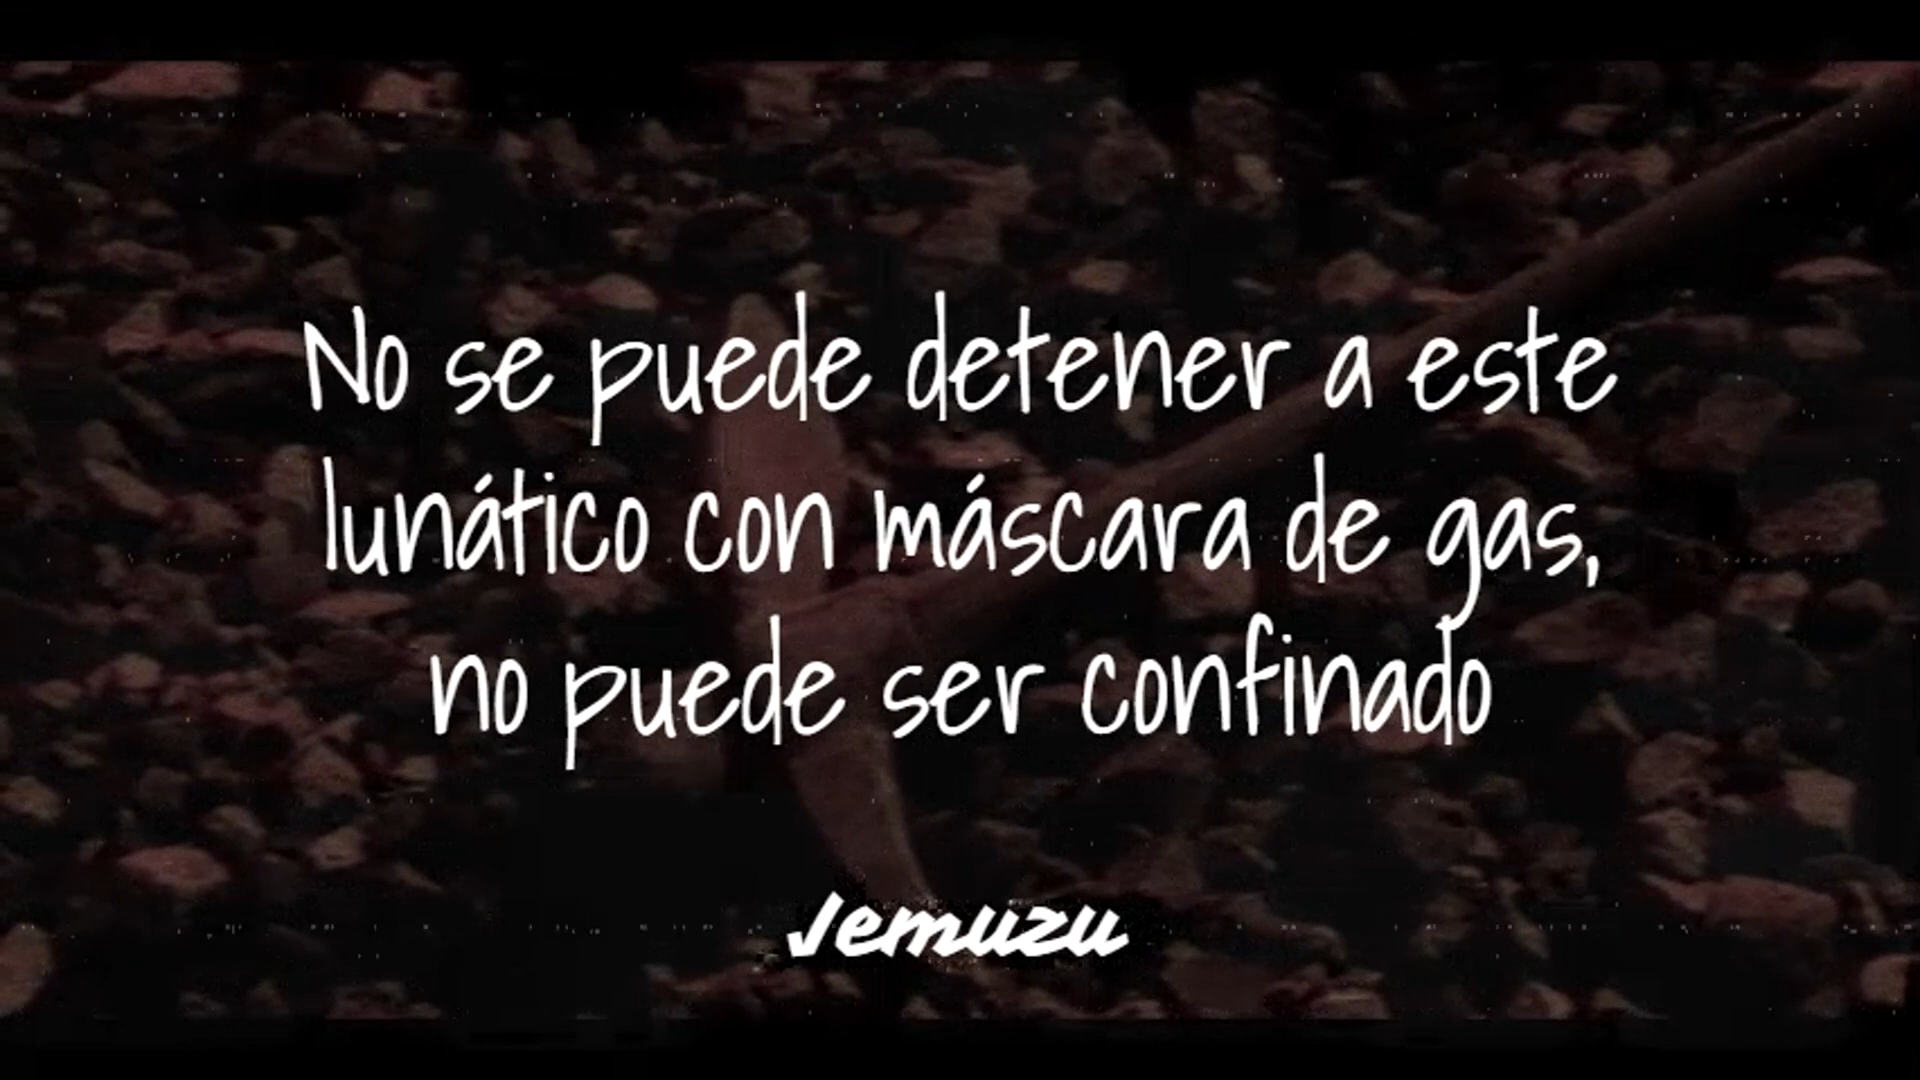 No se puede detener a este
lunático con máscara de gas,
no puede ser confinado
Jemuzu